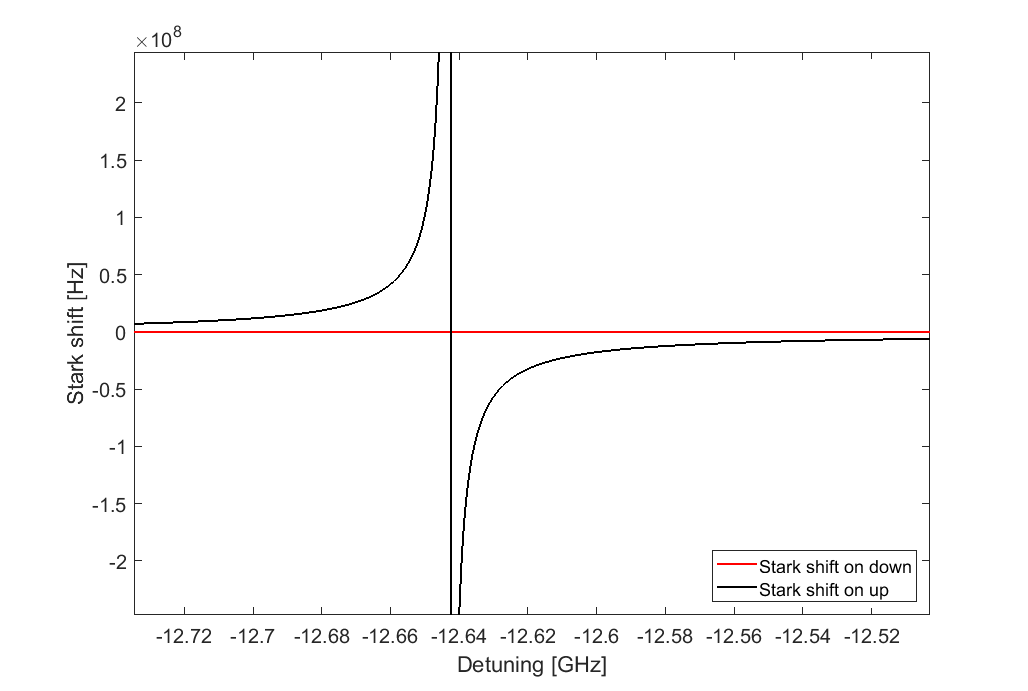 ×10⁸
2
1.5
1
0.5
0
-0.5
-1
-1.5
-2
Stark shift [Hz]
-12.72 -12.7 -12.68 -12.66 -12.64 -12.62 -12.6 -12.58 -12.56 -12.54 -12.52
Detuning [GHz]
Stark shift on down
Stark shift on up